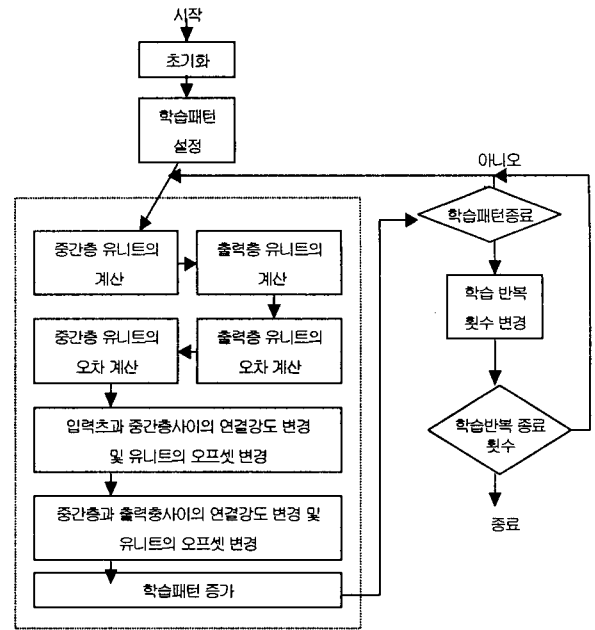 시작
초기화
학습패턴
설정
중간층 유니트의
계산
출력층 유니트의
계산
중간층 유니트의
오차 계산
출력층 유니트의
오차 계산
입력츠과 중간층사이의 연결강도 변경
및 유니트의 오프셋 변경
중간층과 출력층사이의 연결강도 변경 및
유니트의 오프셋 변경
학습패턴 증가
아니오
학습패턴종료
학습 반복
횟수 변경
학습반복 종료
횟수
종료